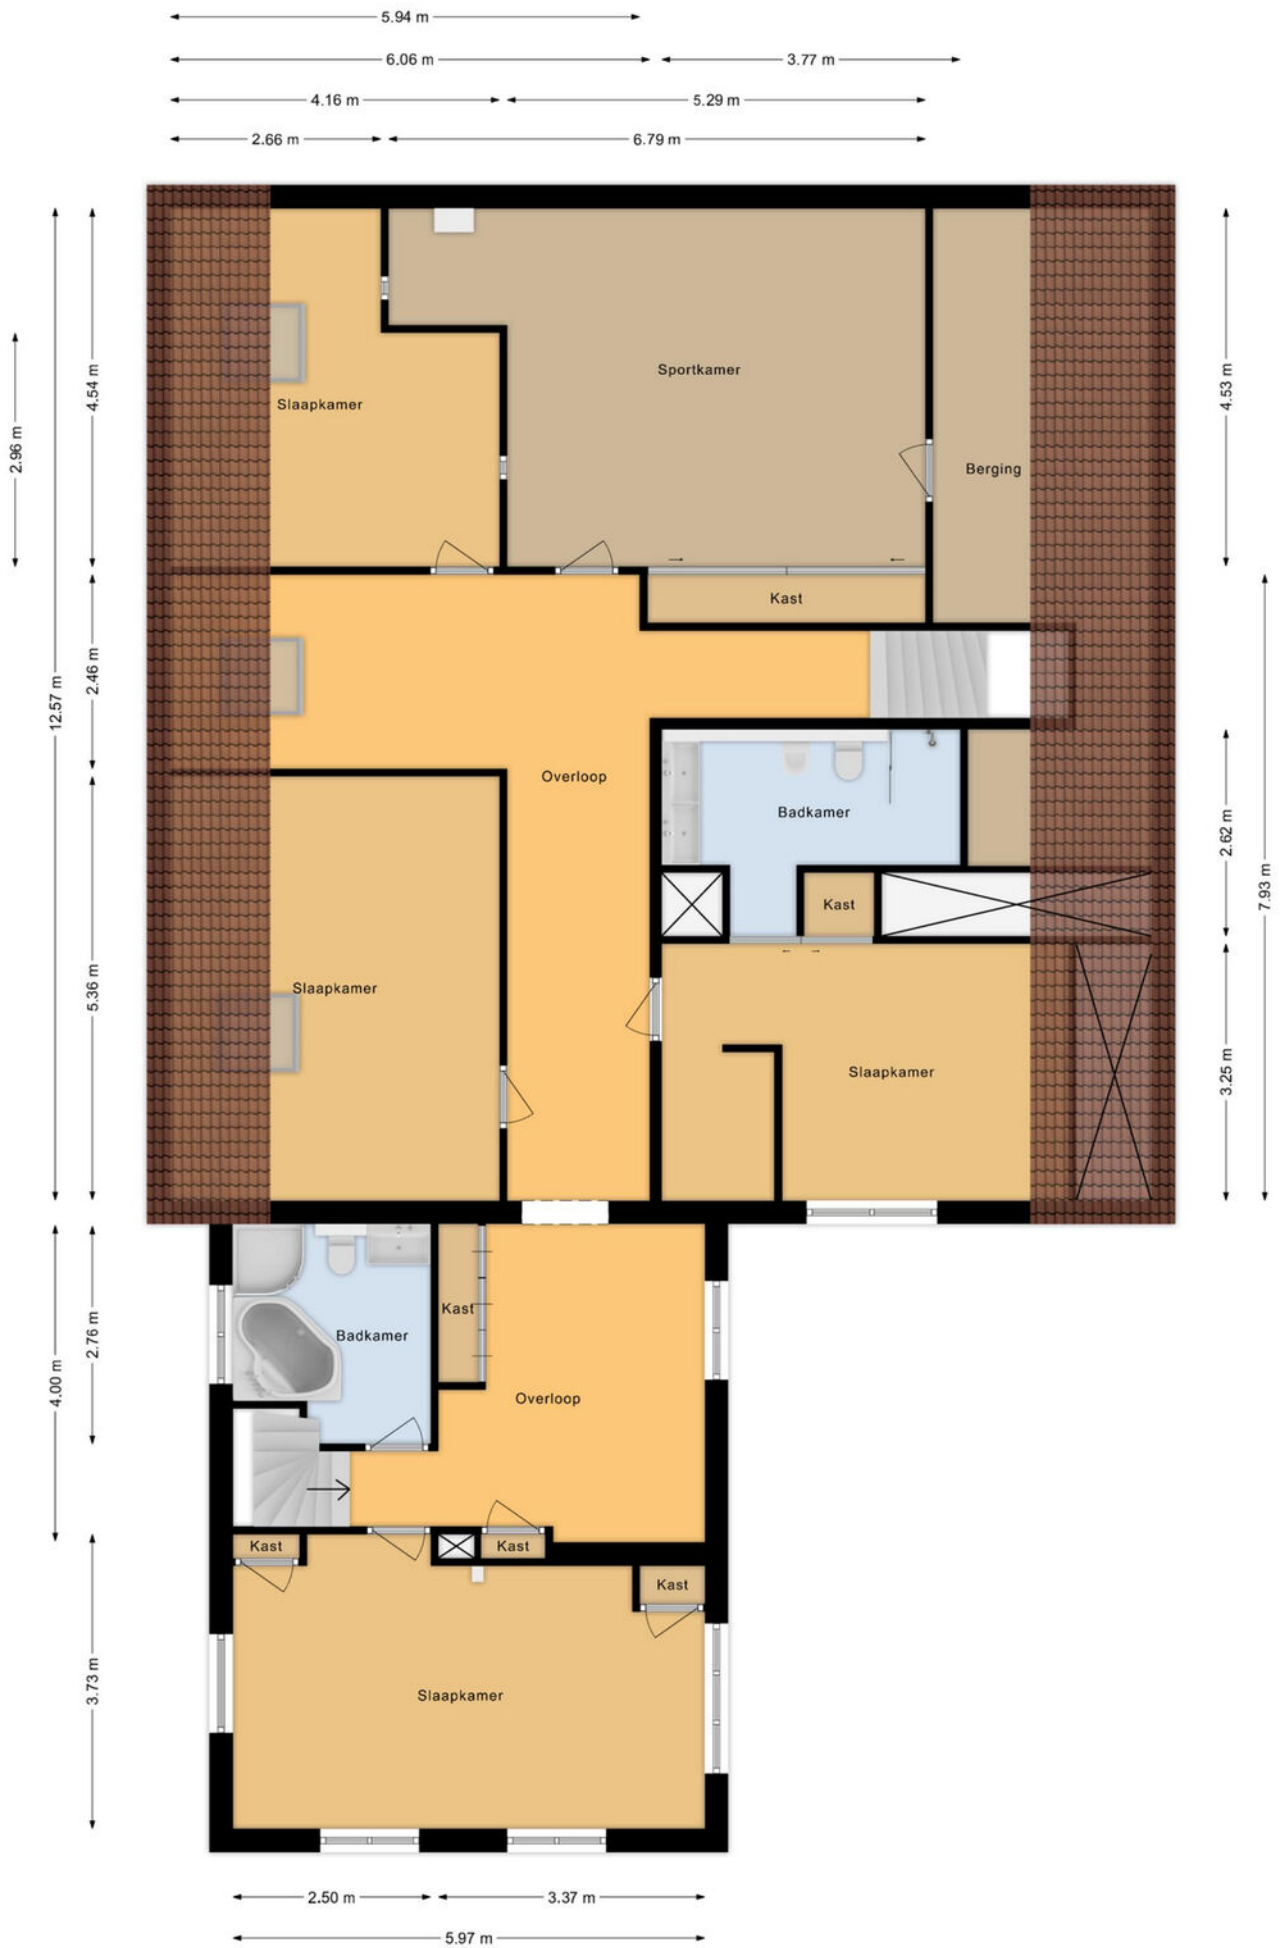 5.94 m
6.06 m
3.77 m
4.16 m
5.29 m
2.66 m
6.79 m
12.57 m
4.54 m
2.96 m
4.53 m
Sportkamer
Slaapkamer
Berging
Kast
2.46 m
7.93 m
Overloop
Badkamer
2.62 m
Kast
5.36 m
Slaapkamer
Slaapkamer
3.25 m
4.00 m
2.76 m
Kast
Badkamer
Overloop
Kast
Kast
Kast
3.73 m
Slaapkamer
2.50 m
3.37 m
5.97 m